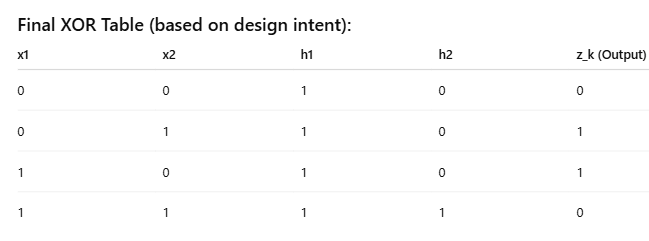 Final XOR Table (based on design intent):
x1 x2 h1 h2 z_k (Output)
0 0 1 0 0
0 1 1 0 1
1 0 1 0 1
1 1 1 1 0